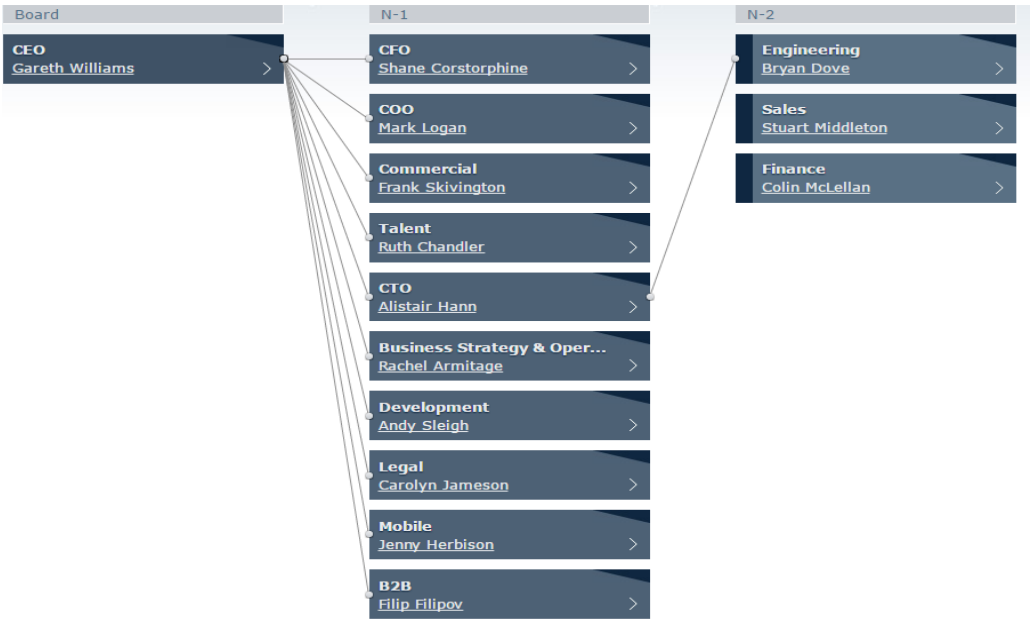 Board
CEO
Gareth Williams
N-1
CFO
Shane Corstorphine
COO
Mark Logan
Commercial
Frank Skivington
Talent
Ruth Chandler
CTO
Alistair Hann
Business Strategy & Oper...
Rachel Armitage
Development
Andy Sleigh
Legal
Carolyn Jameson
Mobile
Jenny Herbison
B2B
Filip Filipov
N-2
Engineering
Bryan Dove
Sales
Stuart Middleton
Finance
Colin McLellan